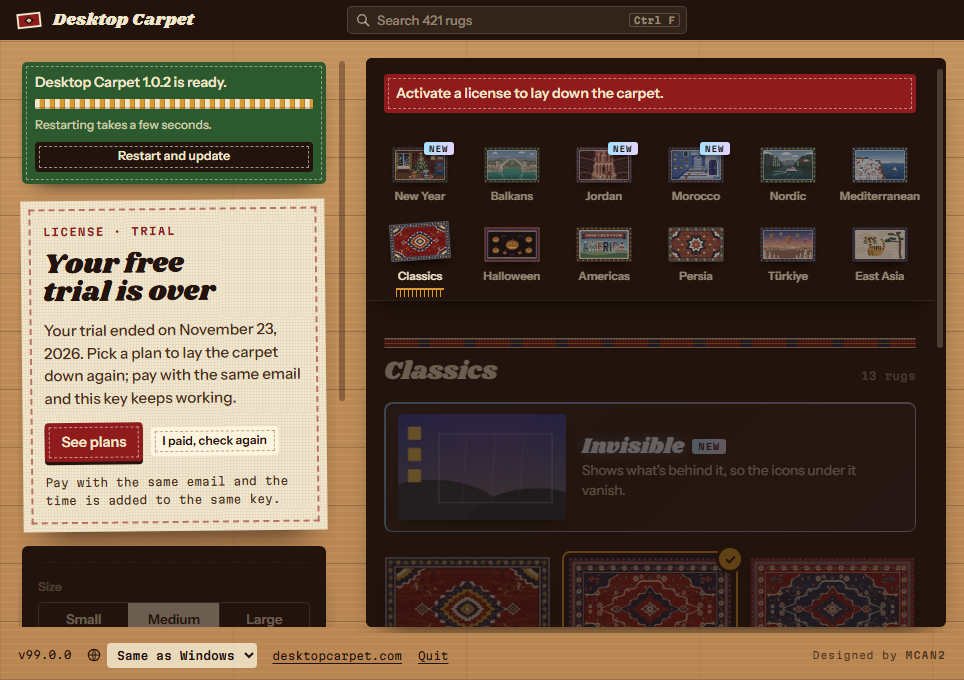 Desktop Carpet
Search 421 rugs
Ctrl F
Desktop Carpet 1.0.2 is ready.
Restarting takes a few seconds.
Restart and update
LICENSE · TRIAL
Your free
trial is over
Your trial ended on November 23,
2026. Pick a plan to lay the carpet
down again; pay with the same email
and this key keeps working.
See plans
I paid, check again
Pay with the same email and the
time is added to the same key.
Size
Small
Medium
Large
Activate a license to lay down the carpet.
NEW
NEW
NEW
New Year
Balkans
Jordan
Morocco
Nordic
Mediterranean
Classics
Halloween
Americas
Persia
Türkiye
East Asia
Classics
13 rugs
Invisible
NEW
Shows what's behind it, so the icons under it
vanish.
v99.0.0
Same as Windows
desktopcarpet.com
Quit
Designed by MCAN2